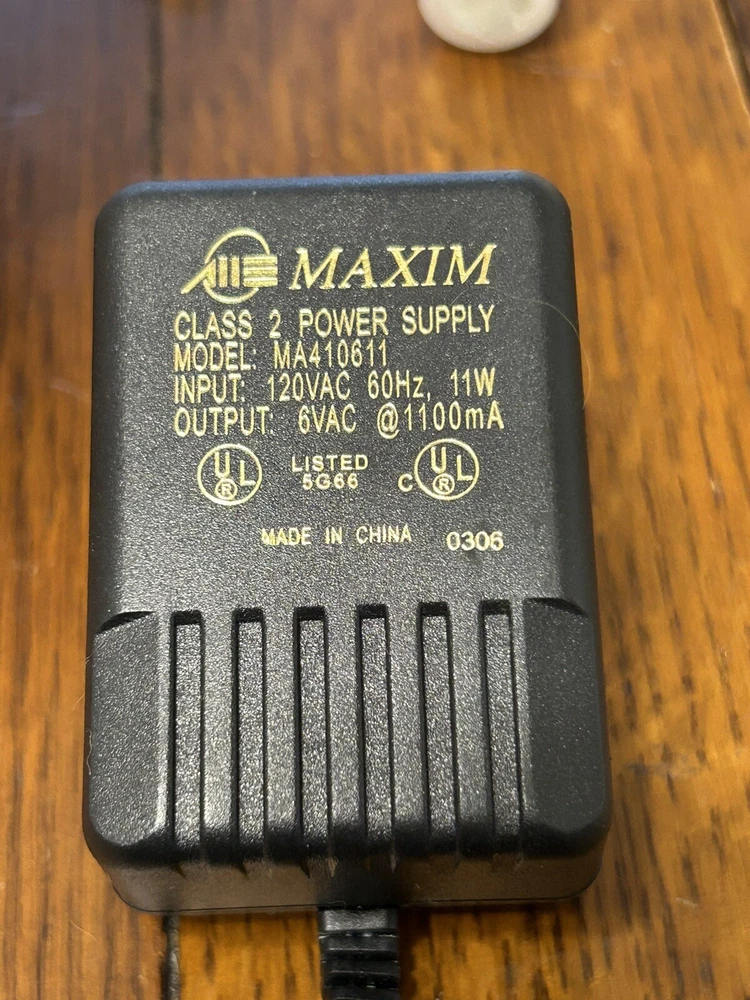 MAXIM
CLASS 2 POWER SUPPLY
MODEL: MA410611
INPUT: 120VAC 60Hz, 11W
OUTPUT: 6VAC @1100mA
UL ® LISTED 5G66 C UL ®
MADE IN CHINA 0306